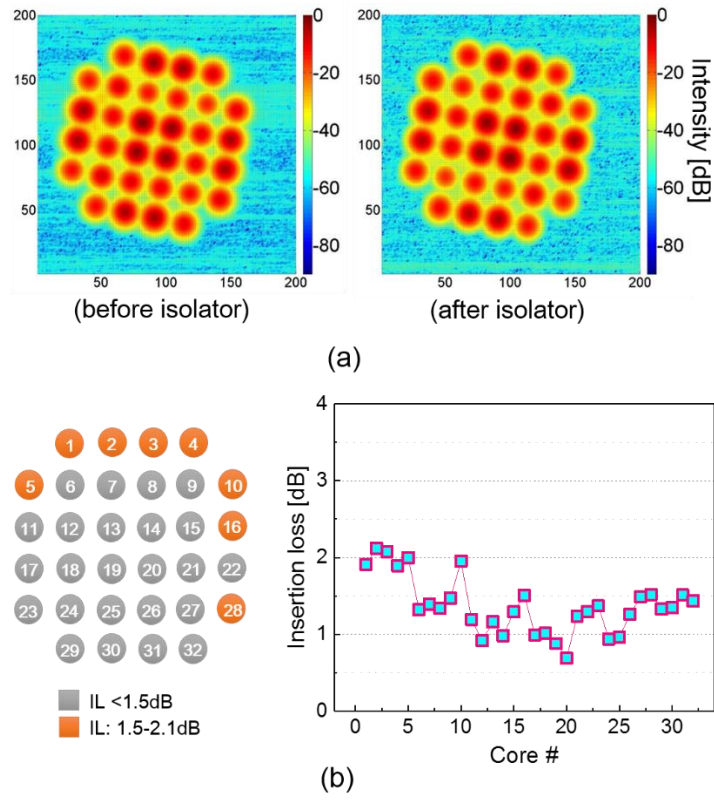 (a)
200
150
100
50
50 100 150 200
0
-20
-40
-60
-80
(before isolator)
200
150
100
50
50 100 150 200
0
-20
-40
-60
-80
Intensity [dB]
(after isolator)
(a)
1 2 3 4
5 6 7 8 9 10
11 12 13 14 15 16
17 18 19 20 21 22
23 24 25 26 27 28
29 30 31 32
IL <1.5dB
IL: 1.5-2.1dB
4
3
2
1
0
Insertion loss [dB]
0 5 10 15 20 25 30
Core #
(b)